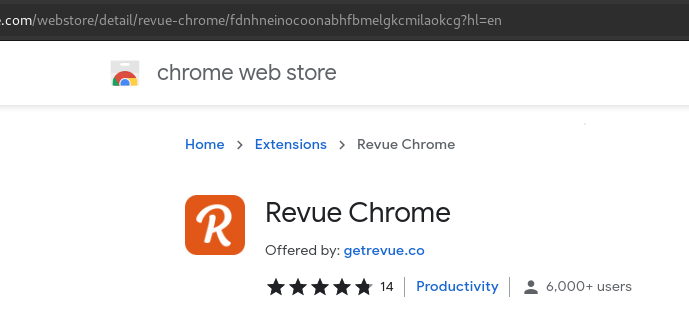 e.com/webstore/detail/revue-chrome/fdnhneinocoonabhfbmelgkcmilaokcg?hl=en
chrome web store
Home > Extensions > Revue Chrome
R
Revue Chrome
Offered by: getrevue.co
14 | Productivity | 6,000+ users